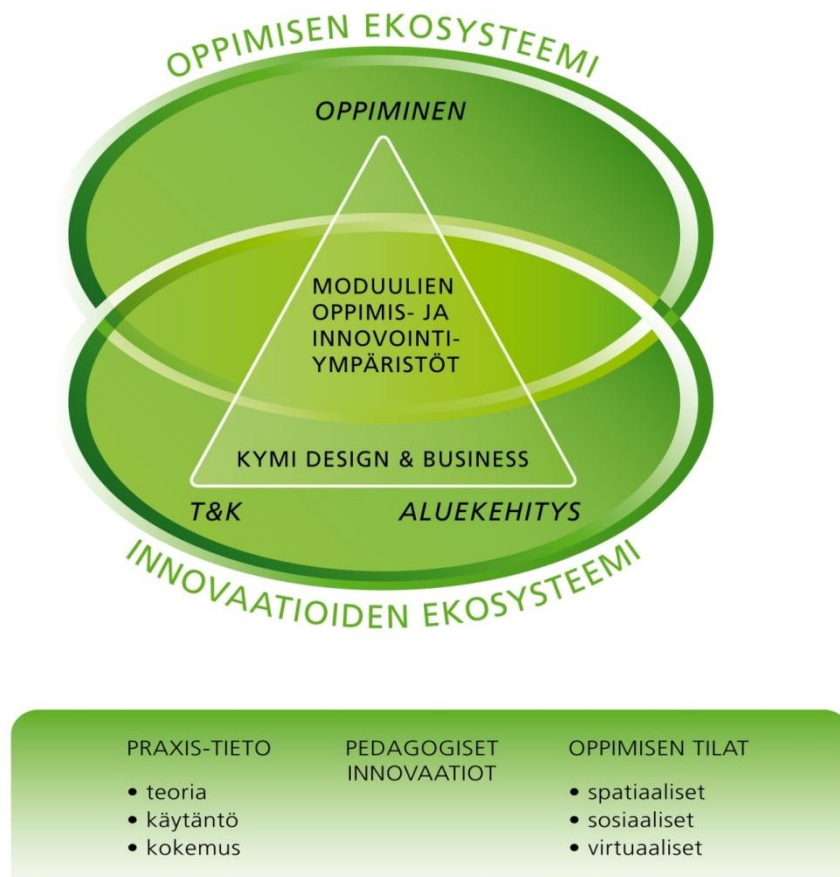 OPPIMISEN EKOSYSTEEMI
OPPIMINEN
MODUULIEN
OPPIMIS- JA
INNOVOINTI-
YMPÄRISTÖT
KYMI DESIGN & BUSINESS
T&K
ALUEKEHITYS
INNOVAATIOIDEN EKOSYSTEEMI
PRAXIS-TIETO
• teoria
• käytäntö
• kokemus
PEDAGOGISET
INNOVAATIOT
OPPIMISEN TILAT
• spatiaaliset
• sosiaaliset
• virtuaaliset